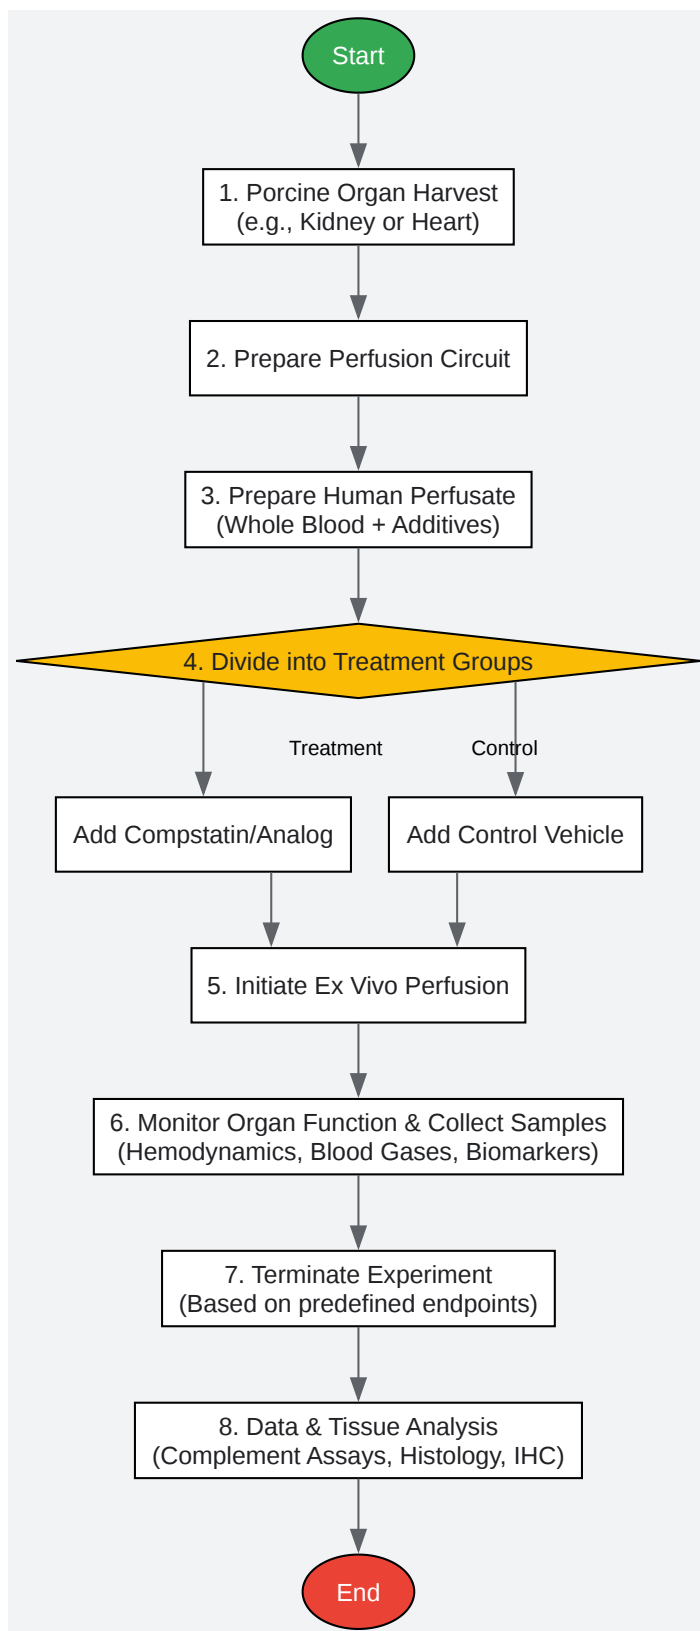 Start
1. Porcine Organ Harvest
(e.g., Kidney or Heart)
2. Prepare Perfusion Circuit
3. Prepare Human Perfusate
(Whole Blood + Additives)
4. Divide into Treatment Groups
Treatment
Control
Add Compstatin/Analog
Add Control Vehicle
5. Initiate Ex Vivo Perfusion
6. Monitor Organ Function & Collect Samples
(Hemodynamics, Blood Gases, Biomarkers)
7. Terminate Experiment
(Based on predefined endpoints)
8. Data & Tissue Analysis
(Complement Assays, Histology, IHC)
End